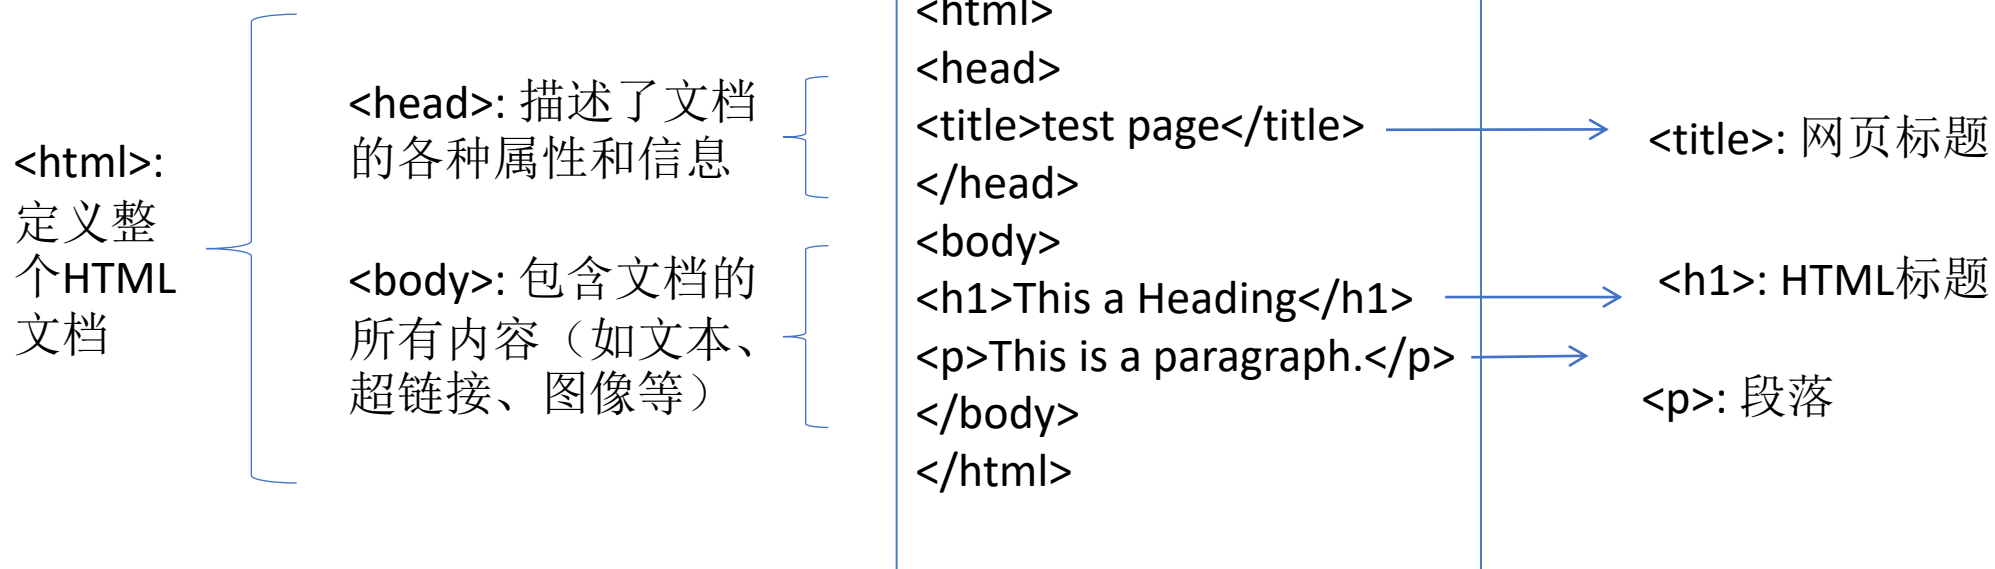 <html>:
定义整
个HTML
文档
<head>: 描述了文档
的各种属性和信息
<body>: 包含文档的
所有内容（如文本、
超链接、图像等）
<html>
<head>
<title>test page</title>
</head>
<body>
<h1>This a Heading</h1>
<p>This is a paragraph.</p>
</body>
</html>
<title>: 网页标题
<h1>: HTML标题
<p>: 段落